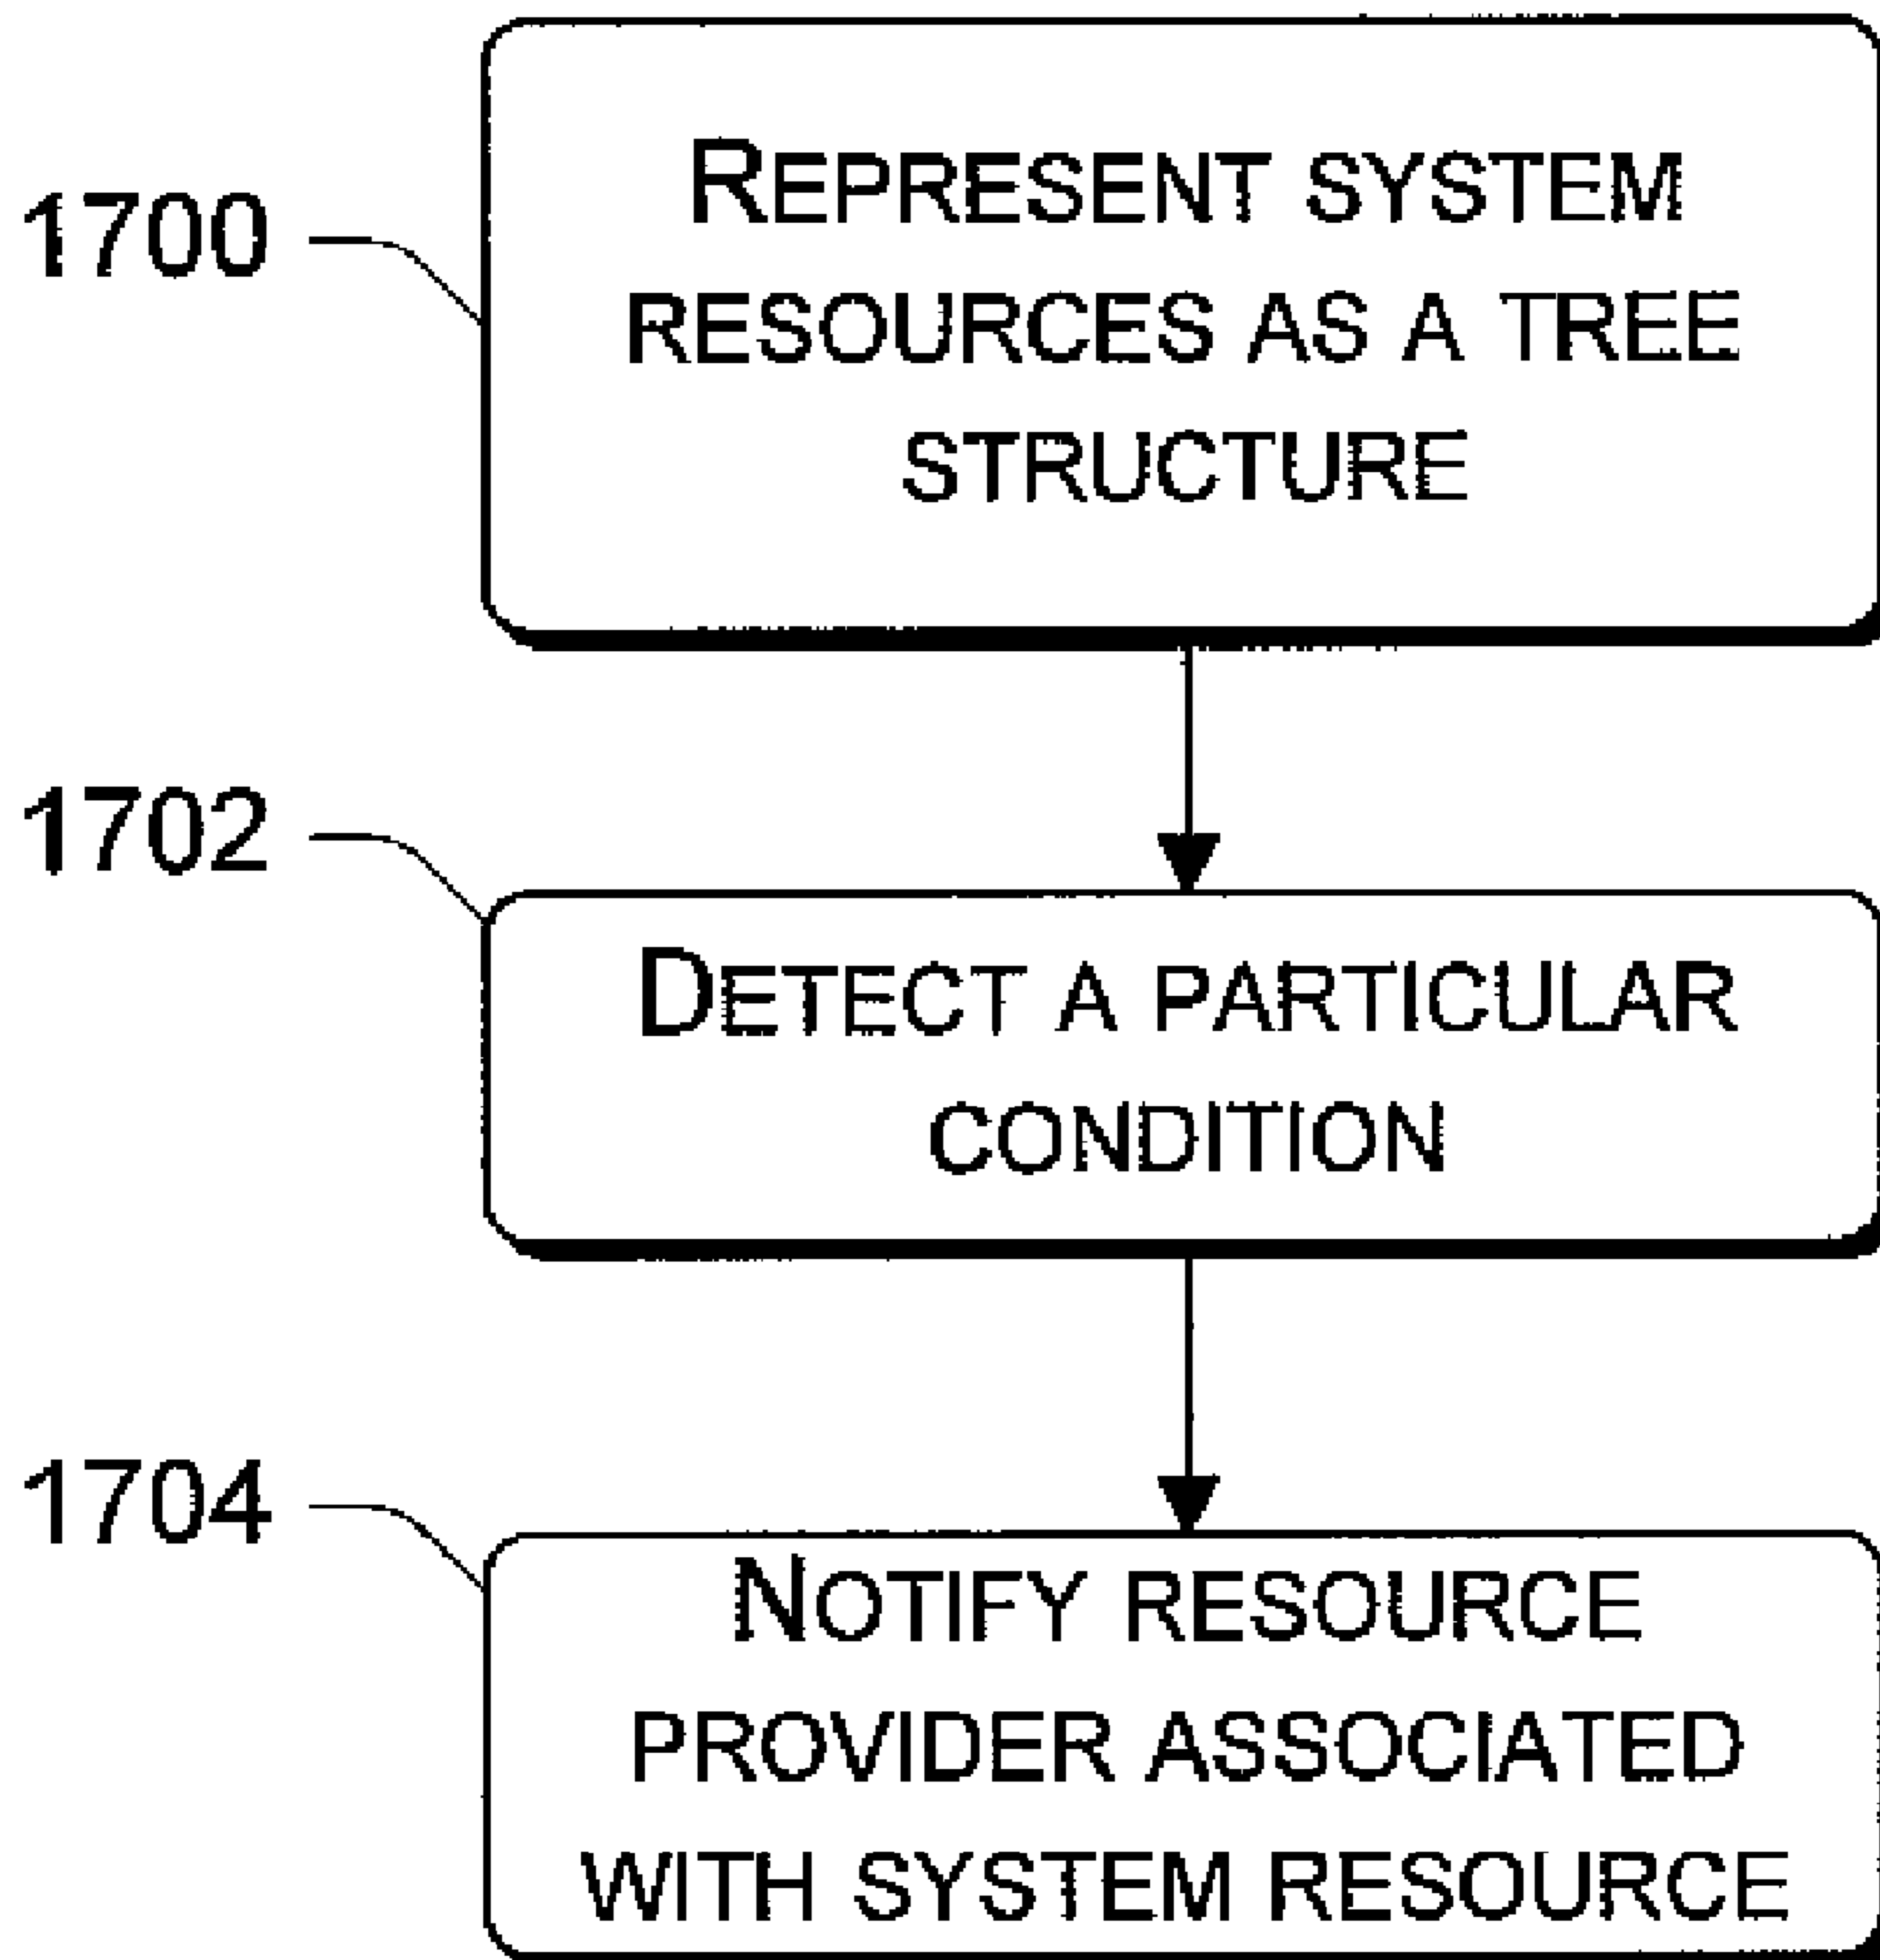 1700
REPRESENT SYSTEM
RESOURCES AS A TREE
STRUCTURE
1702
DETECT A PARTICULAR
CONDITION
1704
NOTIFY RESOURCE
PROVIDER ASSOCIATED
WITH SYSTEM RESOURCE